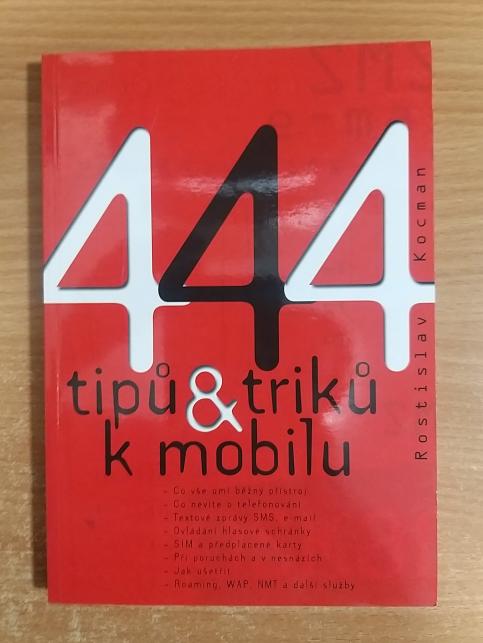 444
tipů & triků
k mobilu
Rostislav Kocman
- Co vše umí běžný přístroj
- Co nevíte o telefonování
- Textové zprávy SMS, e-mail
- Ovládání hlasové schránky
- SIM a předplacené karty
- Při poruchách a v nesnázích
- Jak ušetřit
- Roaming, WAP, NMT a další služby